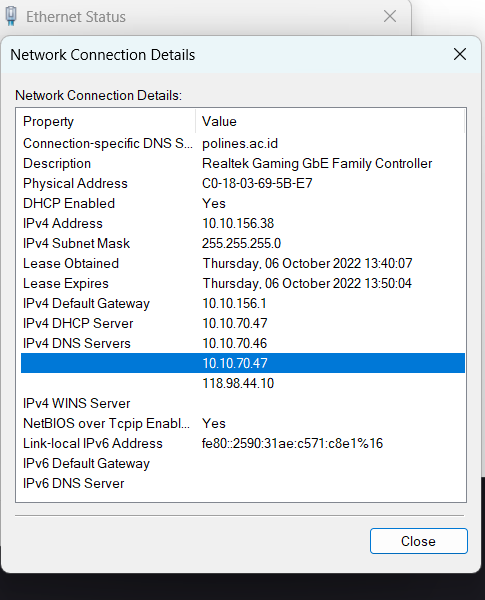 Ethernet Status
Network Connection Details
Network Connection Details:
Property Value
Connection-specific DNS S... polines.ac.id
Description Realtek Gaming GbE Family Controller
Physical Address C0-18-03-69-5B-E7
DHCP Enabled Yes
IPv4 Address 10.10.156.38
IPv4 Subnet Mask 255.255.255.0
Lease Obtained Thursday, 06 October 2022 13:40:07
Lease Expires Thursday, 06 October 2022 13:50:04
IPv4 Default Gateway 10.10.156.1
IPv4 DHCP Server 10.10.70.47
IPv4 DNS Servers 10.10.70.46
10.10.70.47
118.98.44.10
IPv4 WINS Server
NetBIOS over Tcpip Enabl... Yes
Link-local IPv6 Address fe80::2590:31ae:c571:c8e1%16
IPv6 Default Gateway
IPv6 DNS Server
Close